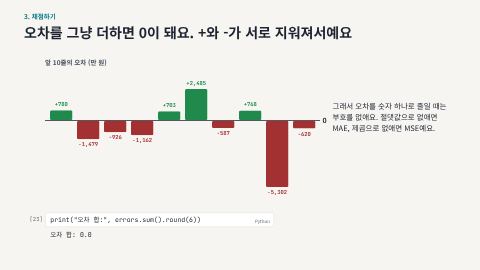 3. 채점하기
오차를 그냥 더하면 0이 돼요. +와 -가 서로 지워져서예요
앞 10줄의 오차 (만 원)
+780
-1,479
-926
-1,162
+703
+2,485
-587
+768
-5,302
-620
0
그래서 오차를 숫자 하나로 줄일 때는
부호를 없애요. 절댓값으로 없애면
MAE, 제곱으로 없애면 MSE예요.
[23]
print("오차 합:", errors.sum().round(6))
Python
오차 합: 0.0